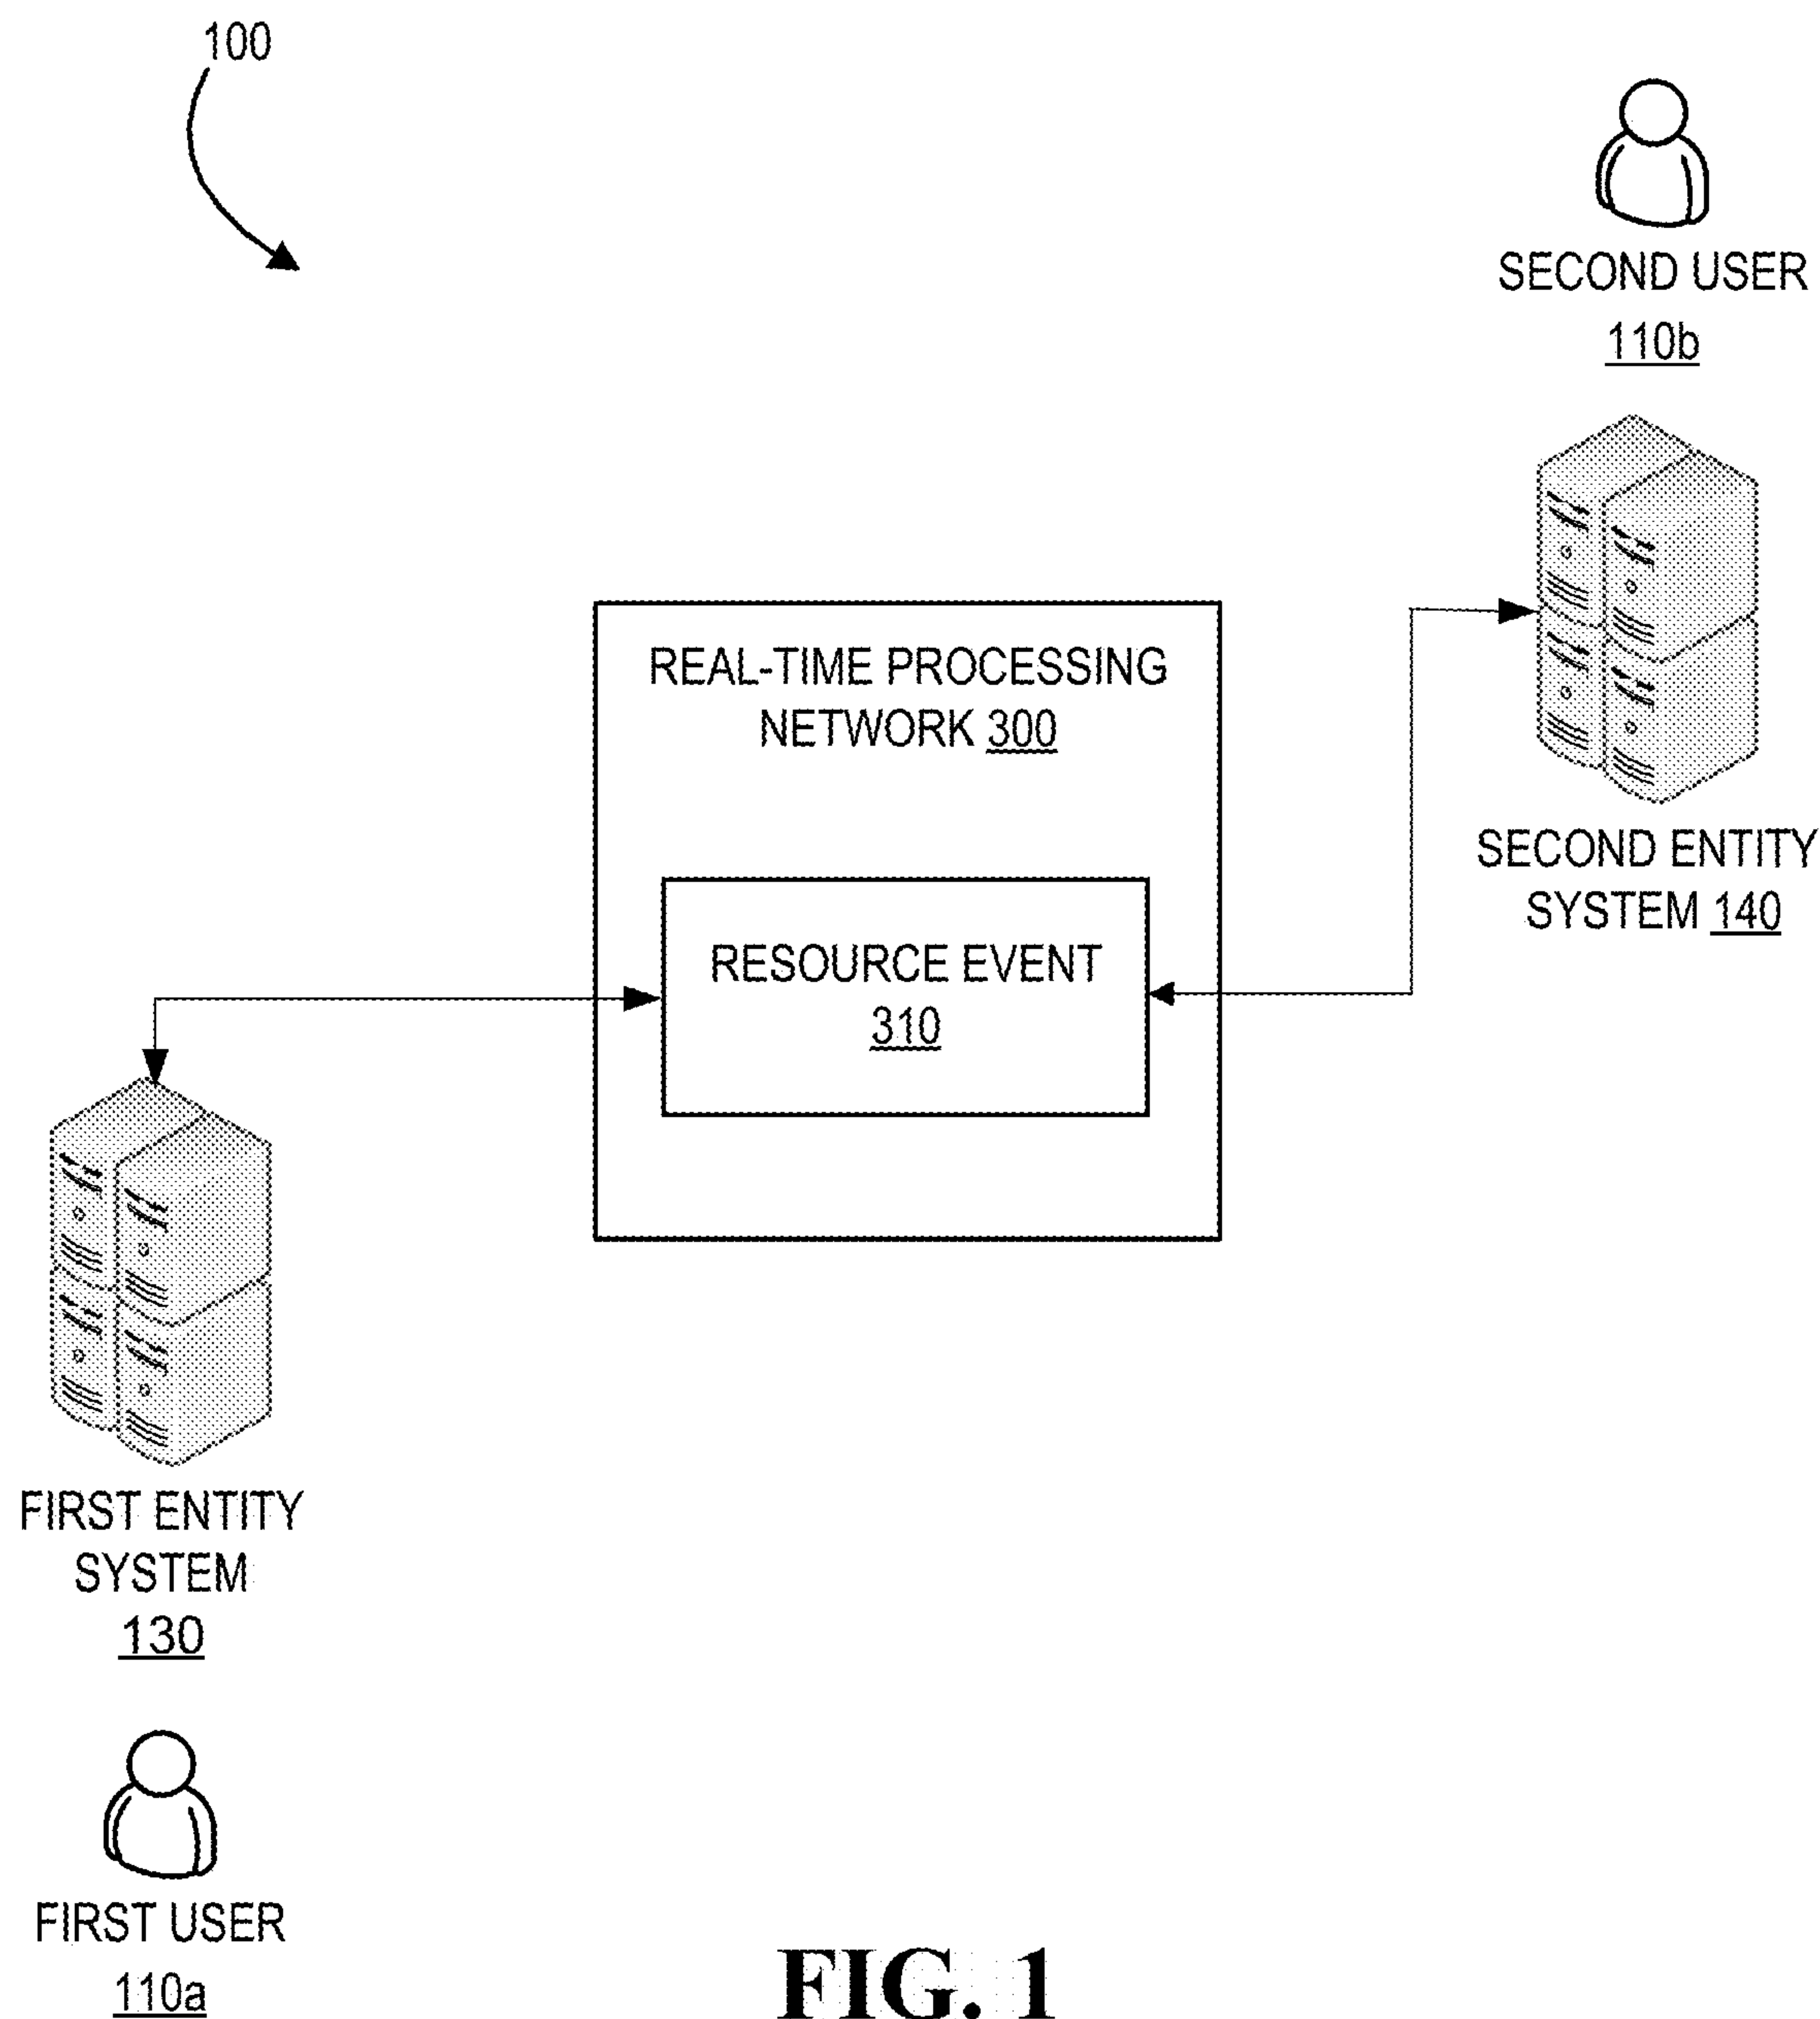 100
SECOND USER
110b
REAL-TIME PROCESSING
NETWORK 300
SECOND ENTITY
SYSTEM 140
RESOURCE EVENT
310
FIRST ENTITY
SYSTEM
130
FIRST USER
110a
FIG. 1